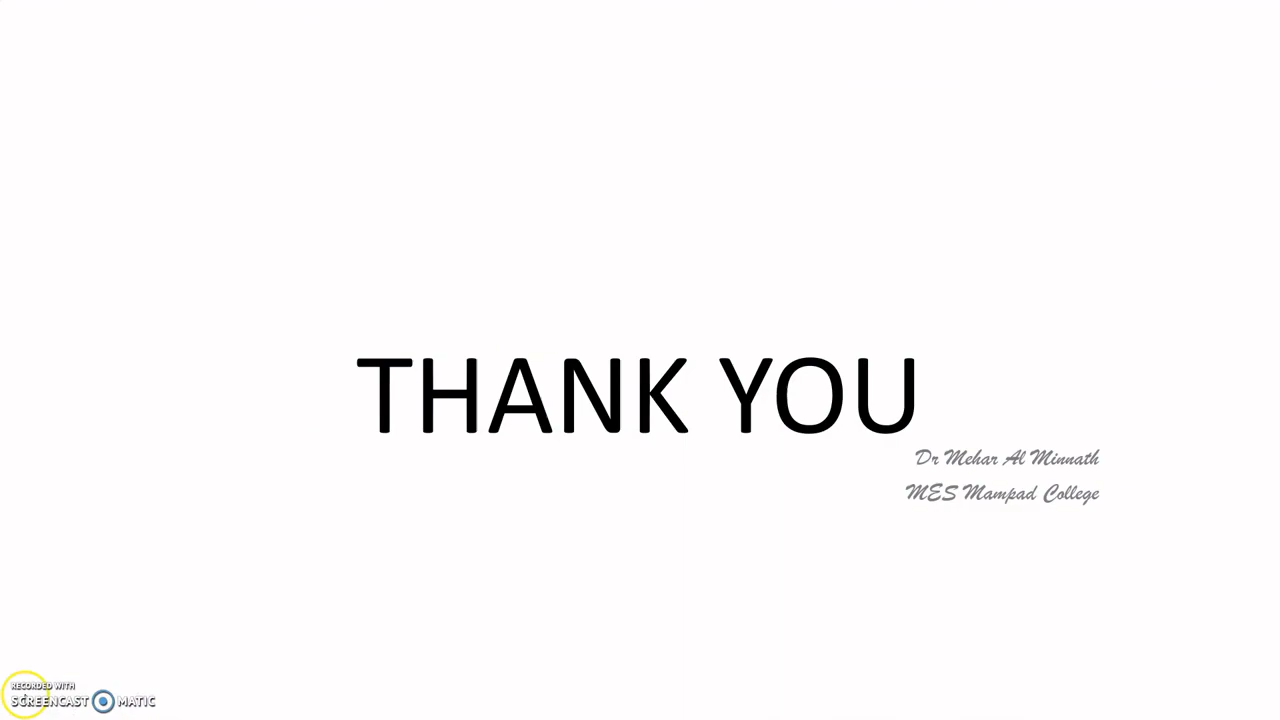 THANK YOU
Dr Mehar Al Minnath
MES Mampad College
RECORDED WITH
SCREENCAST MATIC